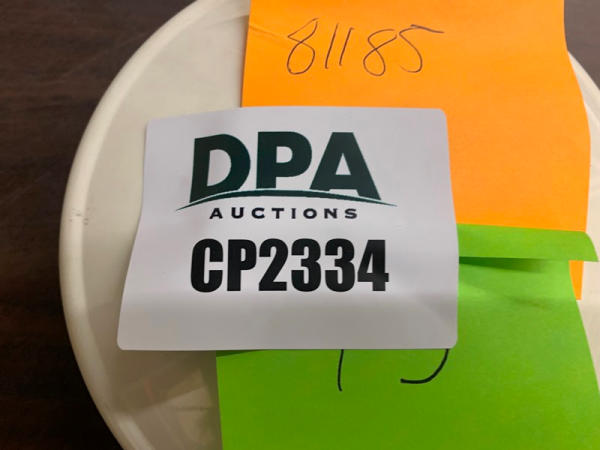 81185
DPA
AUCTIONS
CP2334